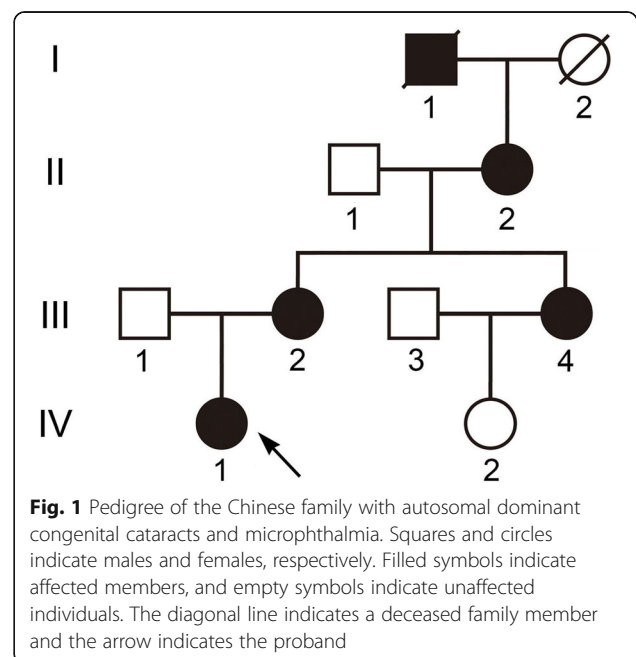 I
1 2
II
1 2
III
1 2 3 4
IV
1 2
Fig. 1 Pedigree of the Chinese family with autosomal dominant
congenital cataracts and microphthalmia. Squares and circles
indicate males and females, respectively. Filled symbols indicate
affected members, and empty symbols indicate unaffected
individuals. The diagonal line indicates a deceased family member
and the arrow indicates the proband